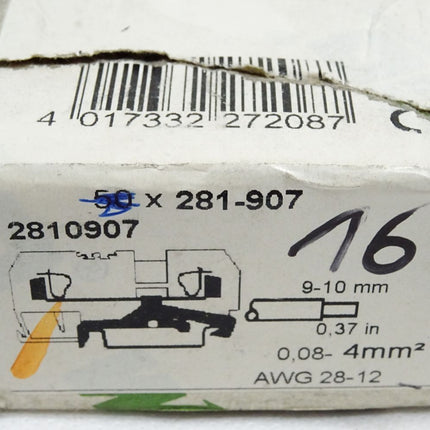 4 017332 272087
50 x 281-907
2810907
16
9-10 mm
0,37 in
0,08- 4mm²
AWG 28-12